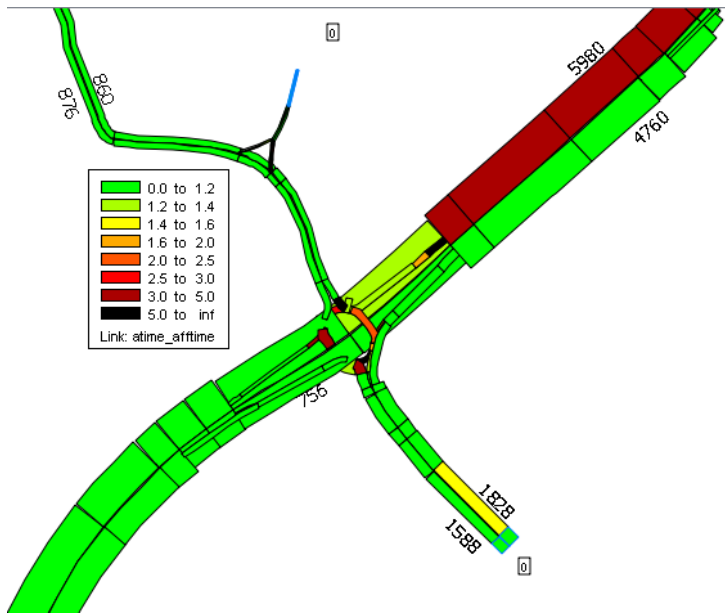 0
5980
860
876
4760
0.0 to 1.2
1.2 to 1.4
1.4 to 1.6
1.6 to 2.0
2.0 to 2.5
2.5 to 3.0
3.0 to 5.0
5.0 to inf
Link: atime_afftime
756
1828
1588
0